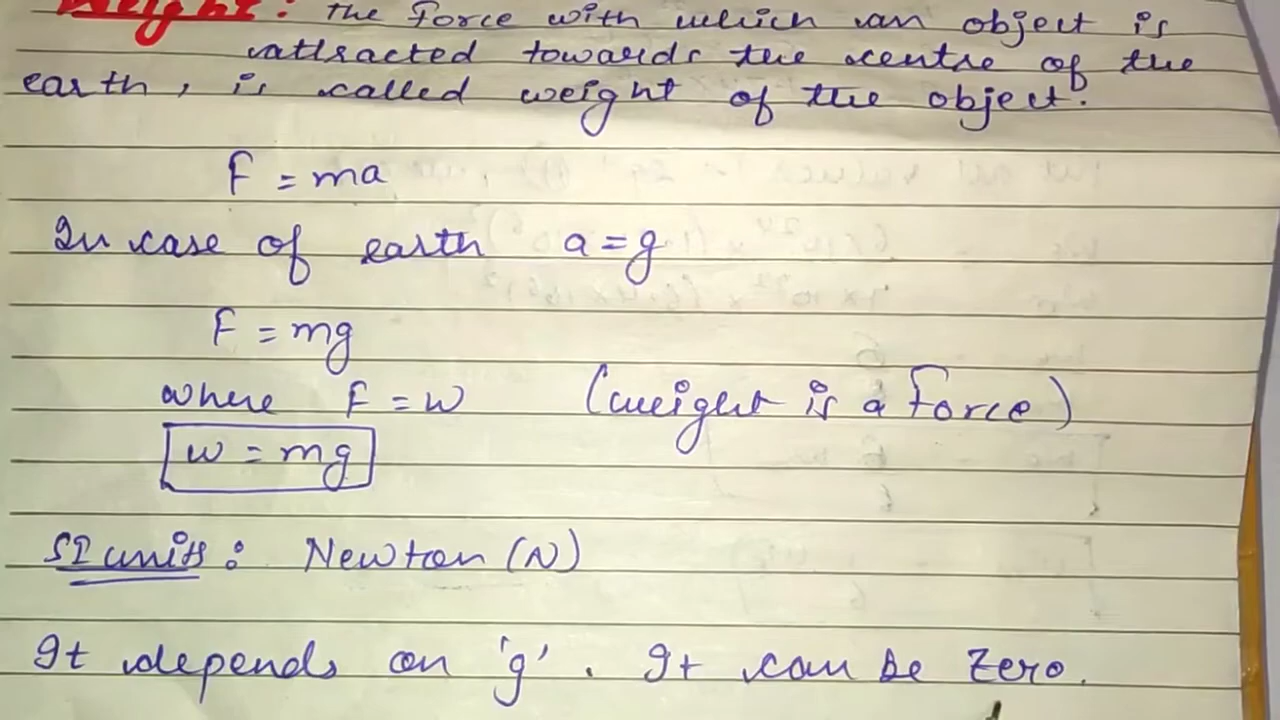 Weight: the force with which an object is
attracted towards the centre of the
earth, is called weight of the object.
F = ma
In case of earth a = g
F = mg
where F = w (weight is a force)
w = mg
SI units: Newton (N)
It depends on 'g'. It can be zero.